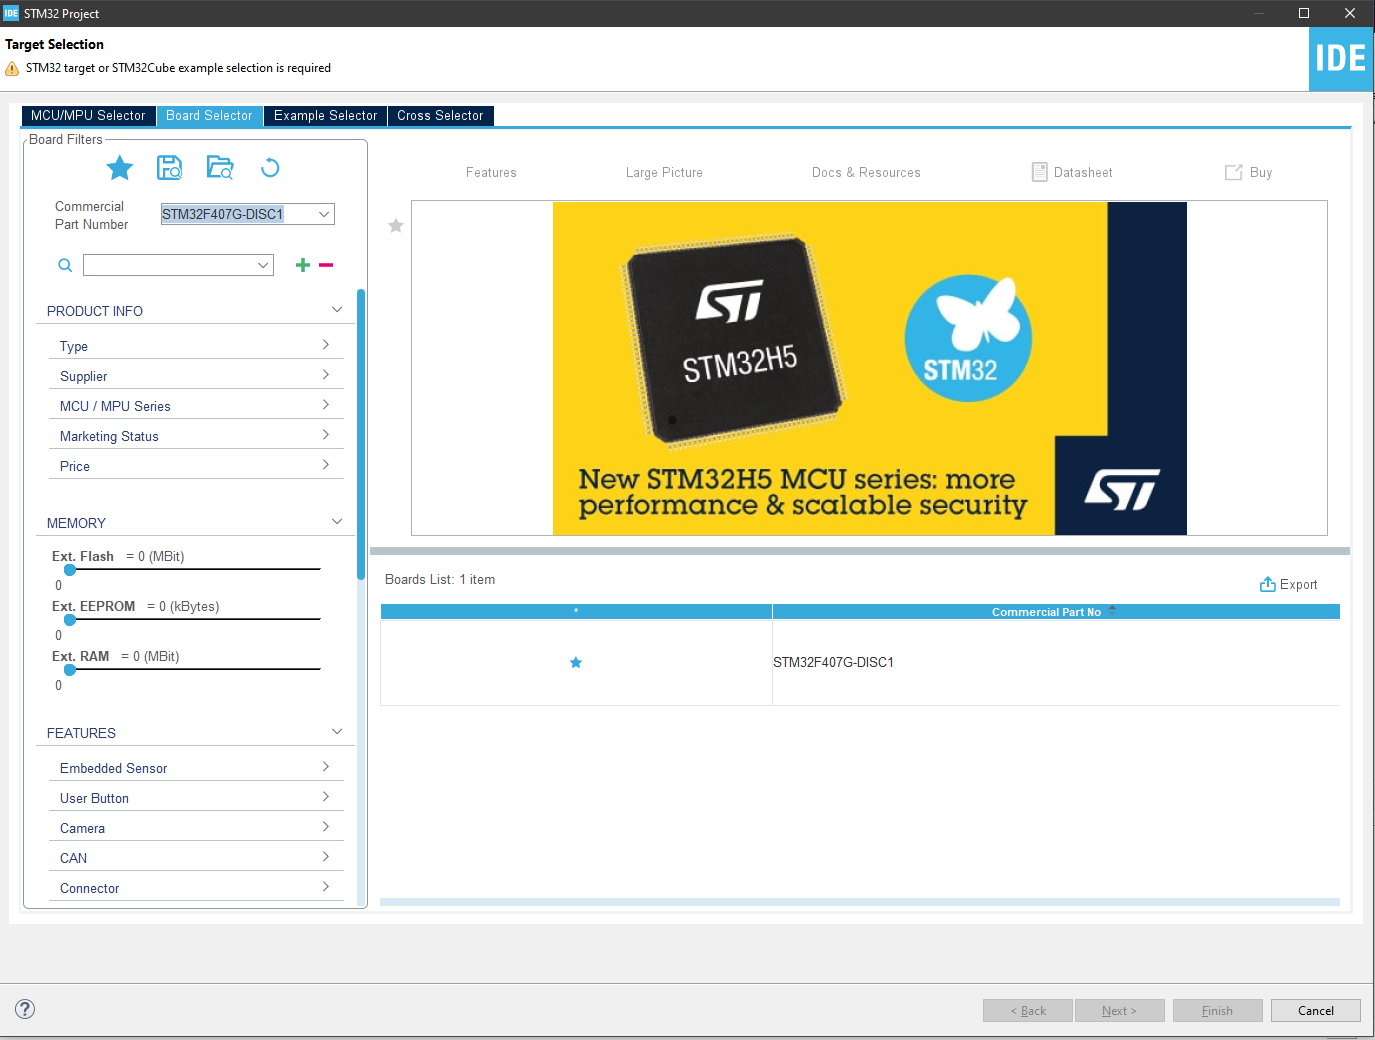 IDE STM32 Project
Target Selection
STM32 target or STM32Cube example selection is required
IDE
MCU/MPU Selector Board Selector Example Selector Cross Selector
Board Filters
Commercial
Part Number
STM32F407G-DISC1
PRODUCT INFO
Type
Supplier
MCU / MPU Series
Marketing Status
Price
MEMORY
Ext. Flash = 0 (MBit)
0
Ext. EEPROM = 0 (kBytes)
0
Ext. RAM = 0 (MBit)
0
FEATURES
Embedded Sensor
User Button
Camera
CAN
Connector
Features Large Picture Docs & Resources Datasheet Buy
ST
STM32H5
STM32
New STM32H5 MCU series: more
performance & scalable security
ST
Boards List: 1 item
Export
* Commercial Part No
STM32F407G-DISC1
?
< Back Next > Finish Cancel